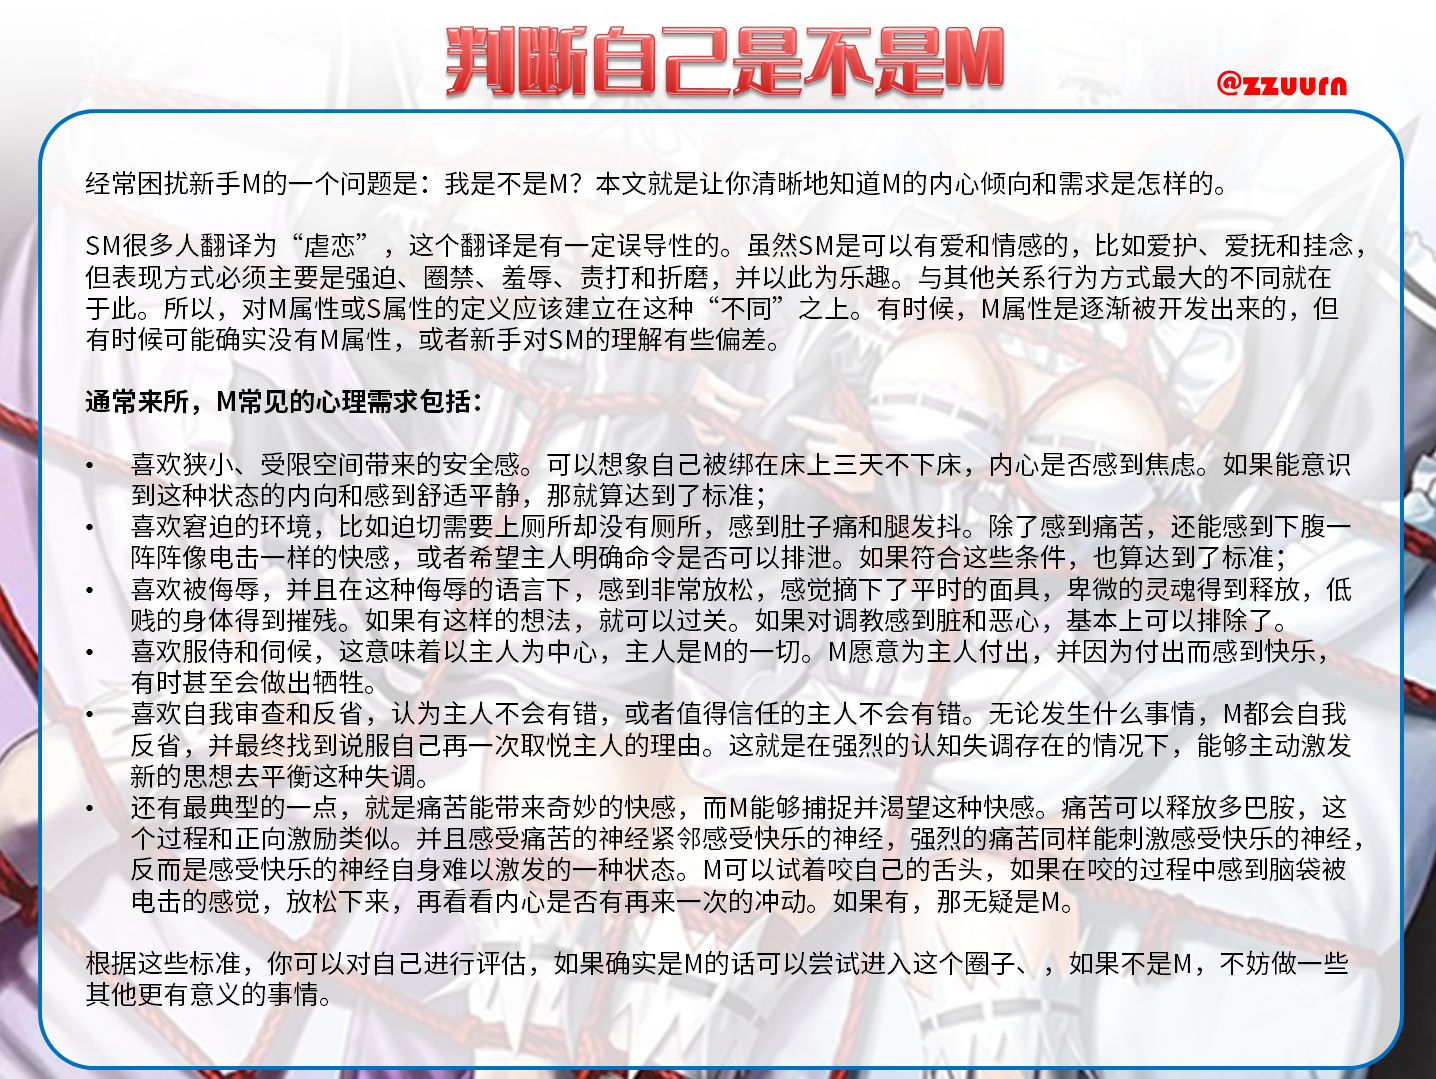 判断自己是不是M
@zzuurn
经常困扰新手M的一个问题是：我是不是M？本文就是让你清晰地知道M的内心倾向和需求是怎样的。
SM很多人翻译为“虐恋”，这个翻译是有一定误导性的。虽然SM是可以有爱和情感的，比如爱护、爱抚和挂念，
但表现方式必须主要是强迫、圈禁、羞辱、责打和折磨，并以此为乐趣。与其他关系行为方式最大的不同就在
于此。所以，对M属性或S属性的定义应该建立在这种“不同”之上。有时候，M属性是逐渐被开发出来的，但
有时候可能确实没有M属性，或者新手对SM的理解有些偏差。
通常来所，M常见的心理需求包括：
• 喜欢狭小、受限空间带来的安全感。可以想象自己被绑在床上三天不下床，内心是否感到焦虑。如果能意识
到这种状态的内向和感到舒适平静，那就算达到了标准；
• 喜欢窘迫的环境，比如迫切需要上厕所却没有厕所，感到肚子痛和腿发抖。除了感到痛苦，还能感到下腹一
阵阵像电击一样的快感，或者希望主人明确命令是否可以排泄。如果符合这些条件，也算达到了标准；
• 喜欢被侮辱，并且在这种侮辱的语言下，感到非常放松，感觉摘下了平时的面具，卑微的灵魂得到释放，低
贱的身体得到摧残。如果有这样的想法，就可以过关。如果对调教感到脏和恶心，基本上可以排除了。
• 喜欢服侍和伺候，这意味着以主人为中心，主人是M的一切。M愿意为主人付出，并因为付出而感到快乐，
有时甚至会做出牺牲。
• 喜欢自我审查和反省，认为主人不会有错，或者值得信任的主人不会有错。无论发生什么事情，M都会自我
反省，并最终找到说服自己再一次取悦主人的理由。这就是在强烈的认知失调存在的情况下，能够主动激发
新的思想去平衡这种失调。
• 还有最典型的一点，就是痛苦能带来奇妙的快感，而M能够捕捉并渴望这种快感。痛苦可以释放多巴胺，这
个过程和正向激励类似。并且感受痛苦的神经紧邻感受快乐的神经，强烈的痛苦同样能刺激感受快乐的神经，
反而是感受快乐的神经自身难以激发的一种状态。M可以试着咬自己的舌头，如果在咬的过程中感到脑袋被
电击的感觉，放松下来，再看看内心是否有再来一次的冲动。如果有，那无疑是M。
根据这些标准，你可以对自己进行评估，如果确实是M的话可以尝试进入这个圈子、，如果不是M，不妨做一些
其他更有意义的事情。